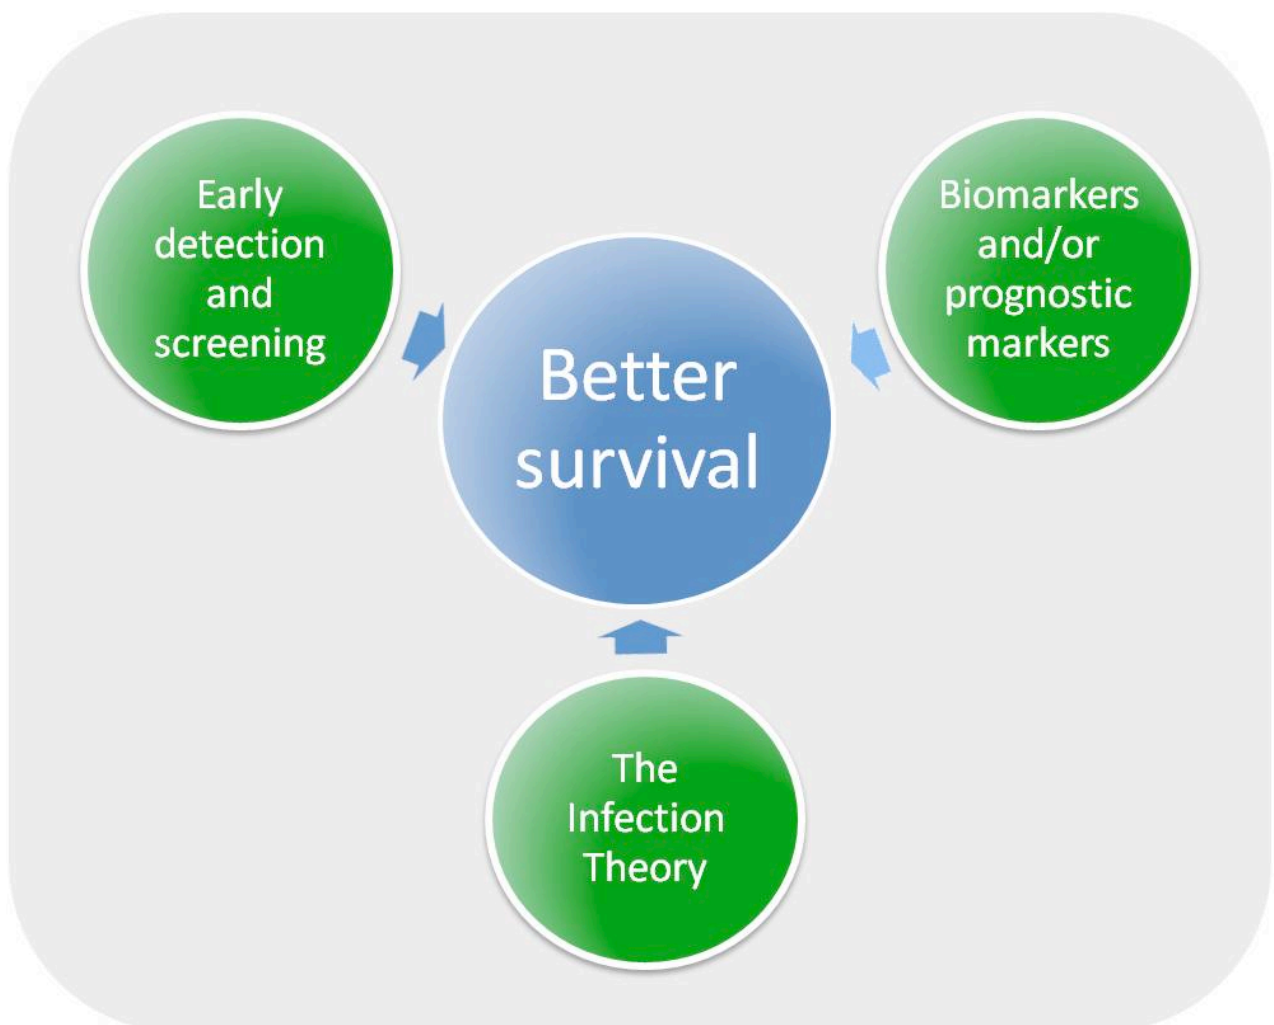 Early
detection
and
screening
Biomarkers
and/or
prognostic
markers
Better
survival
The
Infection
Theory